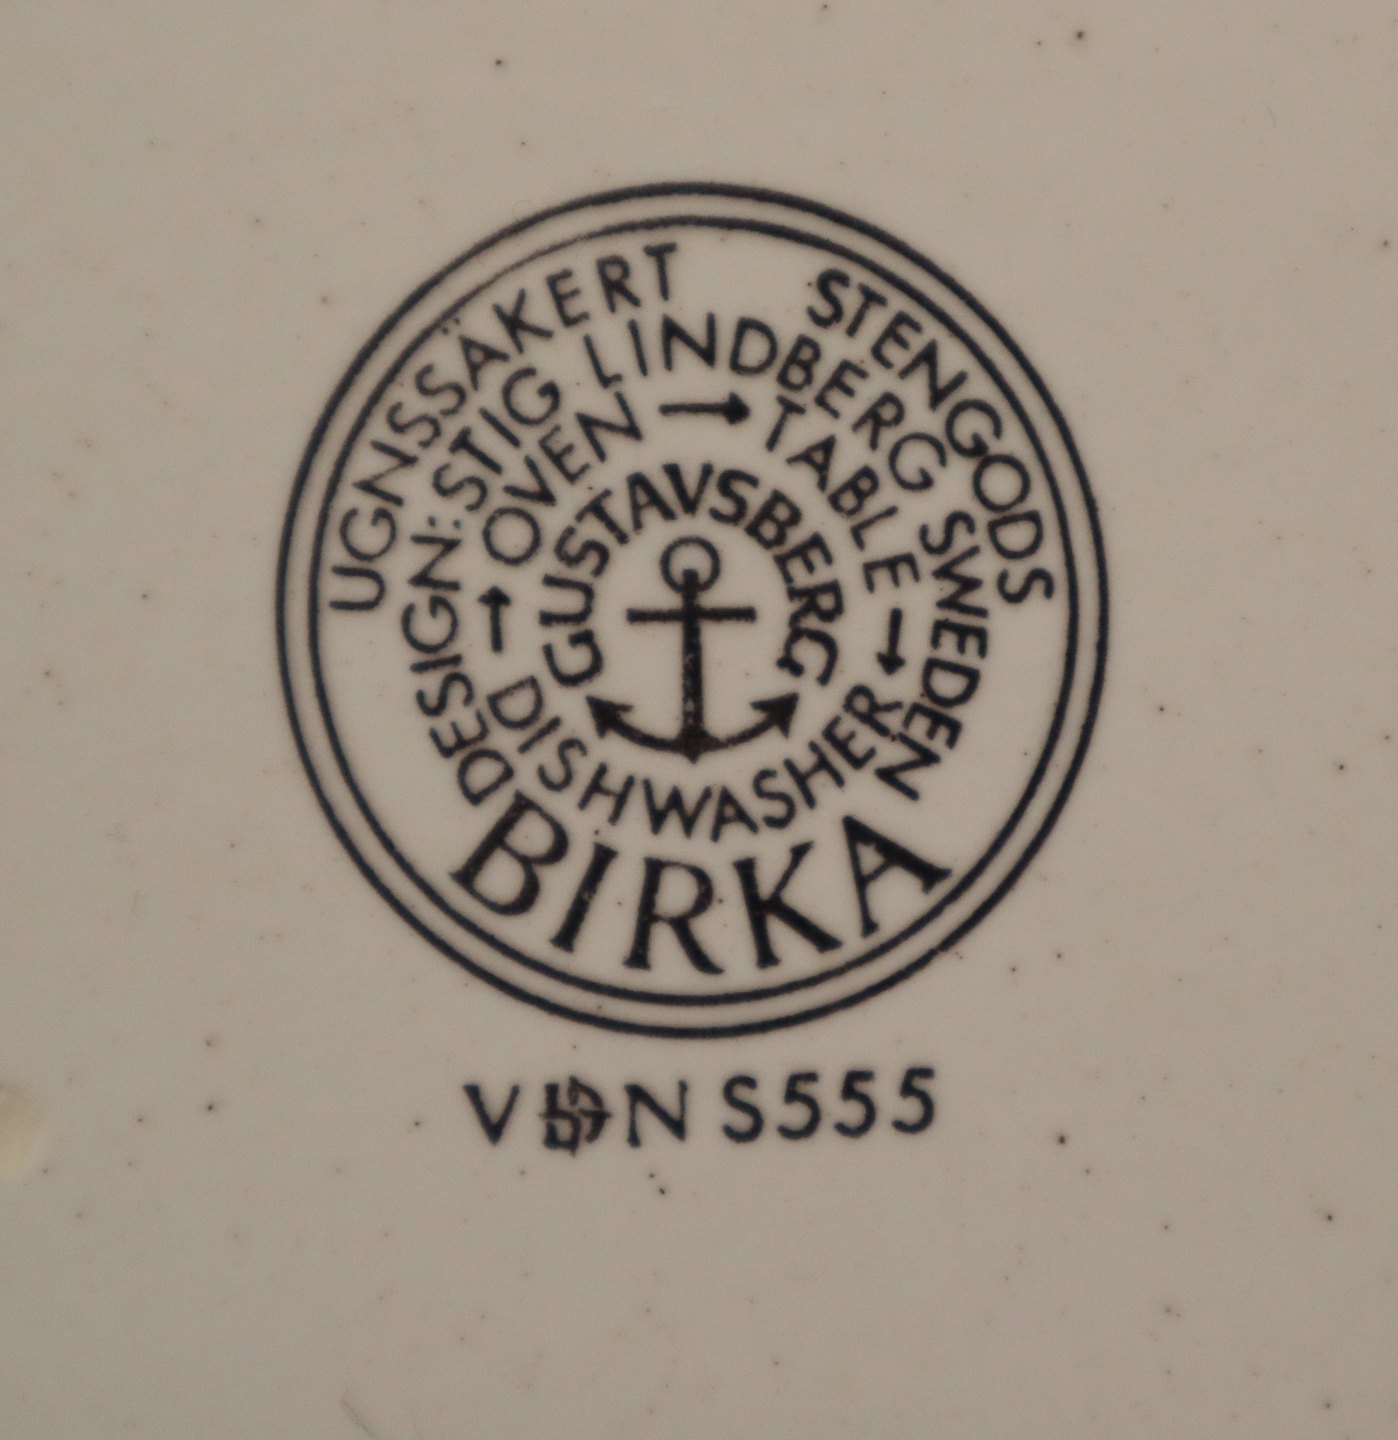 UGNSSÄKERT STENGODS
DESIGN: STIG LINDBERG SWEDEN
OVEN → TABLE → DISHWASHER →
GUSTAVSBERG
BIRKA
V N S555